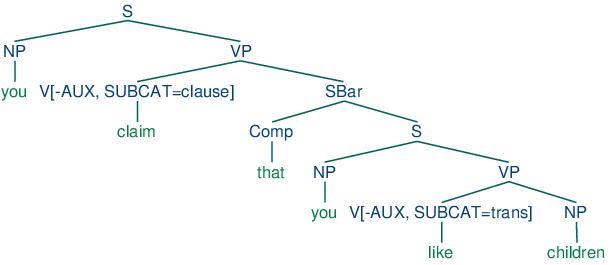 S
NP VP
you V[-AUX, SUBCAT=clause] SBar
claim Comp S
that NP VP
you V[-AUX, SUBCAT=trans] NP
like children